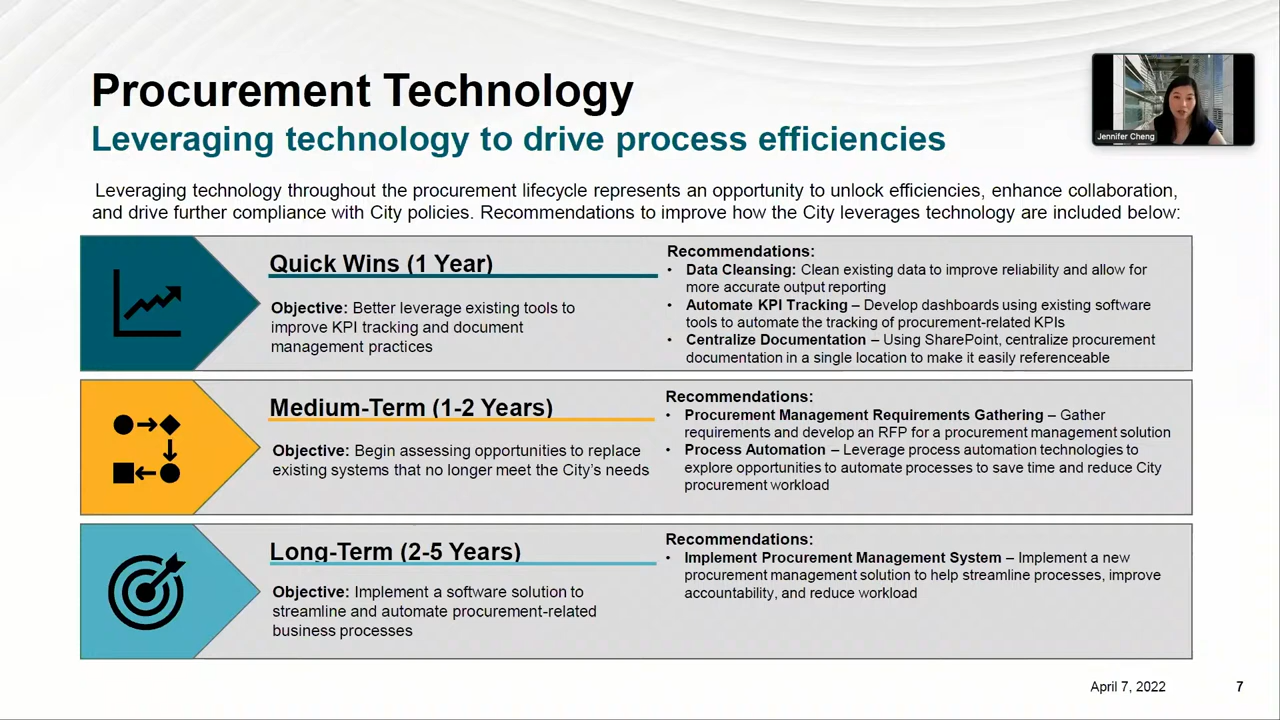 Procurement Technology
Leveraging technology to drive process efficiencies
Jennifer Cheng
Leveraging technology throughout the procurement lifecycle represents an opportunity to unlock efficiencies, enhance collaboration,
and drive further compliance with City policies. Recommendations to improve how the City leverages technology are included below:
Quick Wins (1 Year)
Objective: Better leverage existing tools to
improve KPI tracking and document
management practices
Recommendations:
• Data Cleansing: Clean existing data to improve reliability and allow for
more accurate output reporting
• Automate KPI Tracking – Develop dashboards using existing software
tools to automate the tracking of procurement-related KPIs
• Centralize Documentation – Using SharePoint, centralize procurement
documentation in a single location to make it easily referenceable
Medium-Term (1-2 Years)
Objective: Begin assessing opportunities to replace
existing systems that no longer meet the City's needs
Recommendations:
• Procurement Management Requirements Gathering – Gather
requirements and develop an RFP for a procurement management solution
• Process Automation – Leverage process automation technologies to
explore opportunities to automate processes to save time and reduce City
procurement workload
Long-Term (2-5 Years)
Objective: Implement a software solution to
streamline and automate procurement-related
business processes
Recommendations:
• Implement Procurement Management System – Implement a new
procurement management solution to help streamline processes, improve
accountability, and reduce workload
April 7, 2022
7